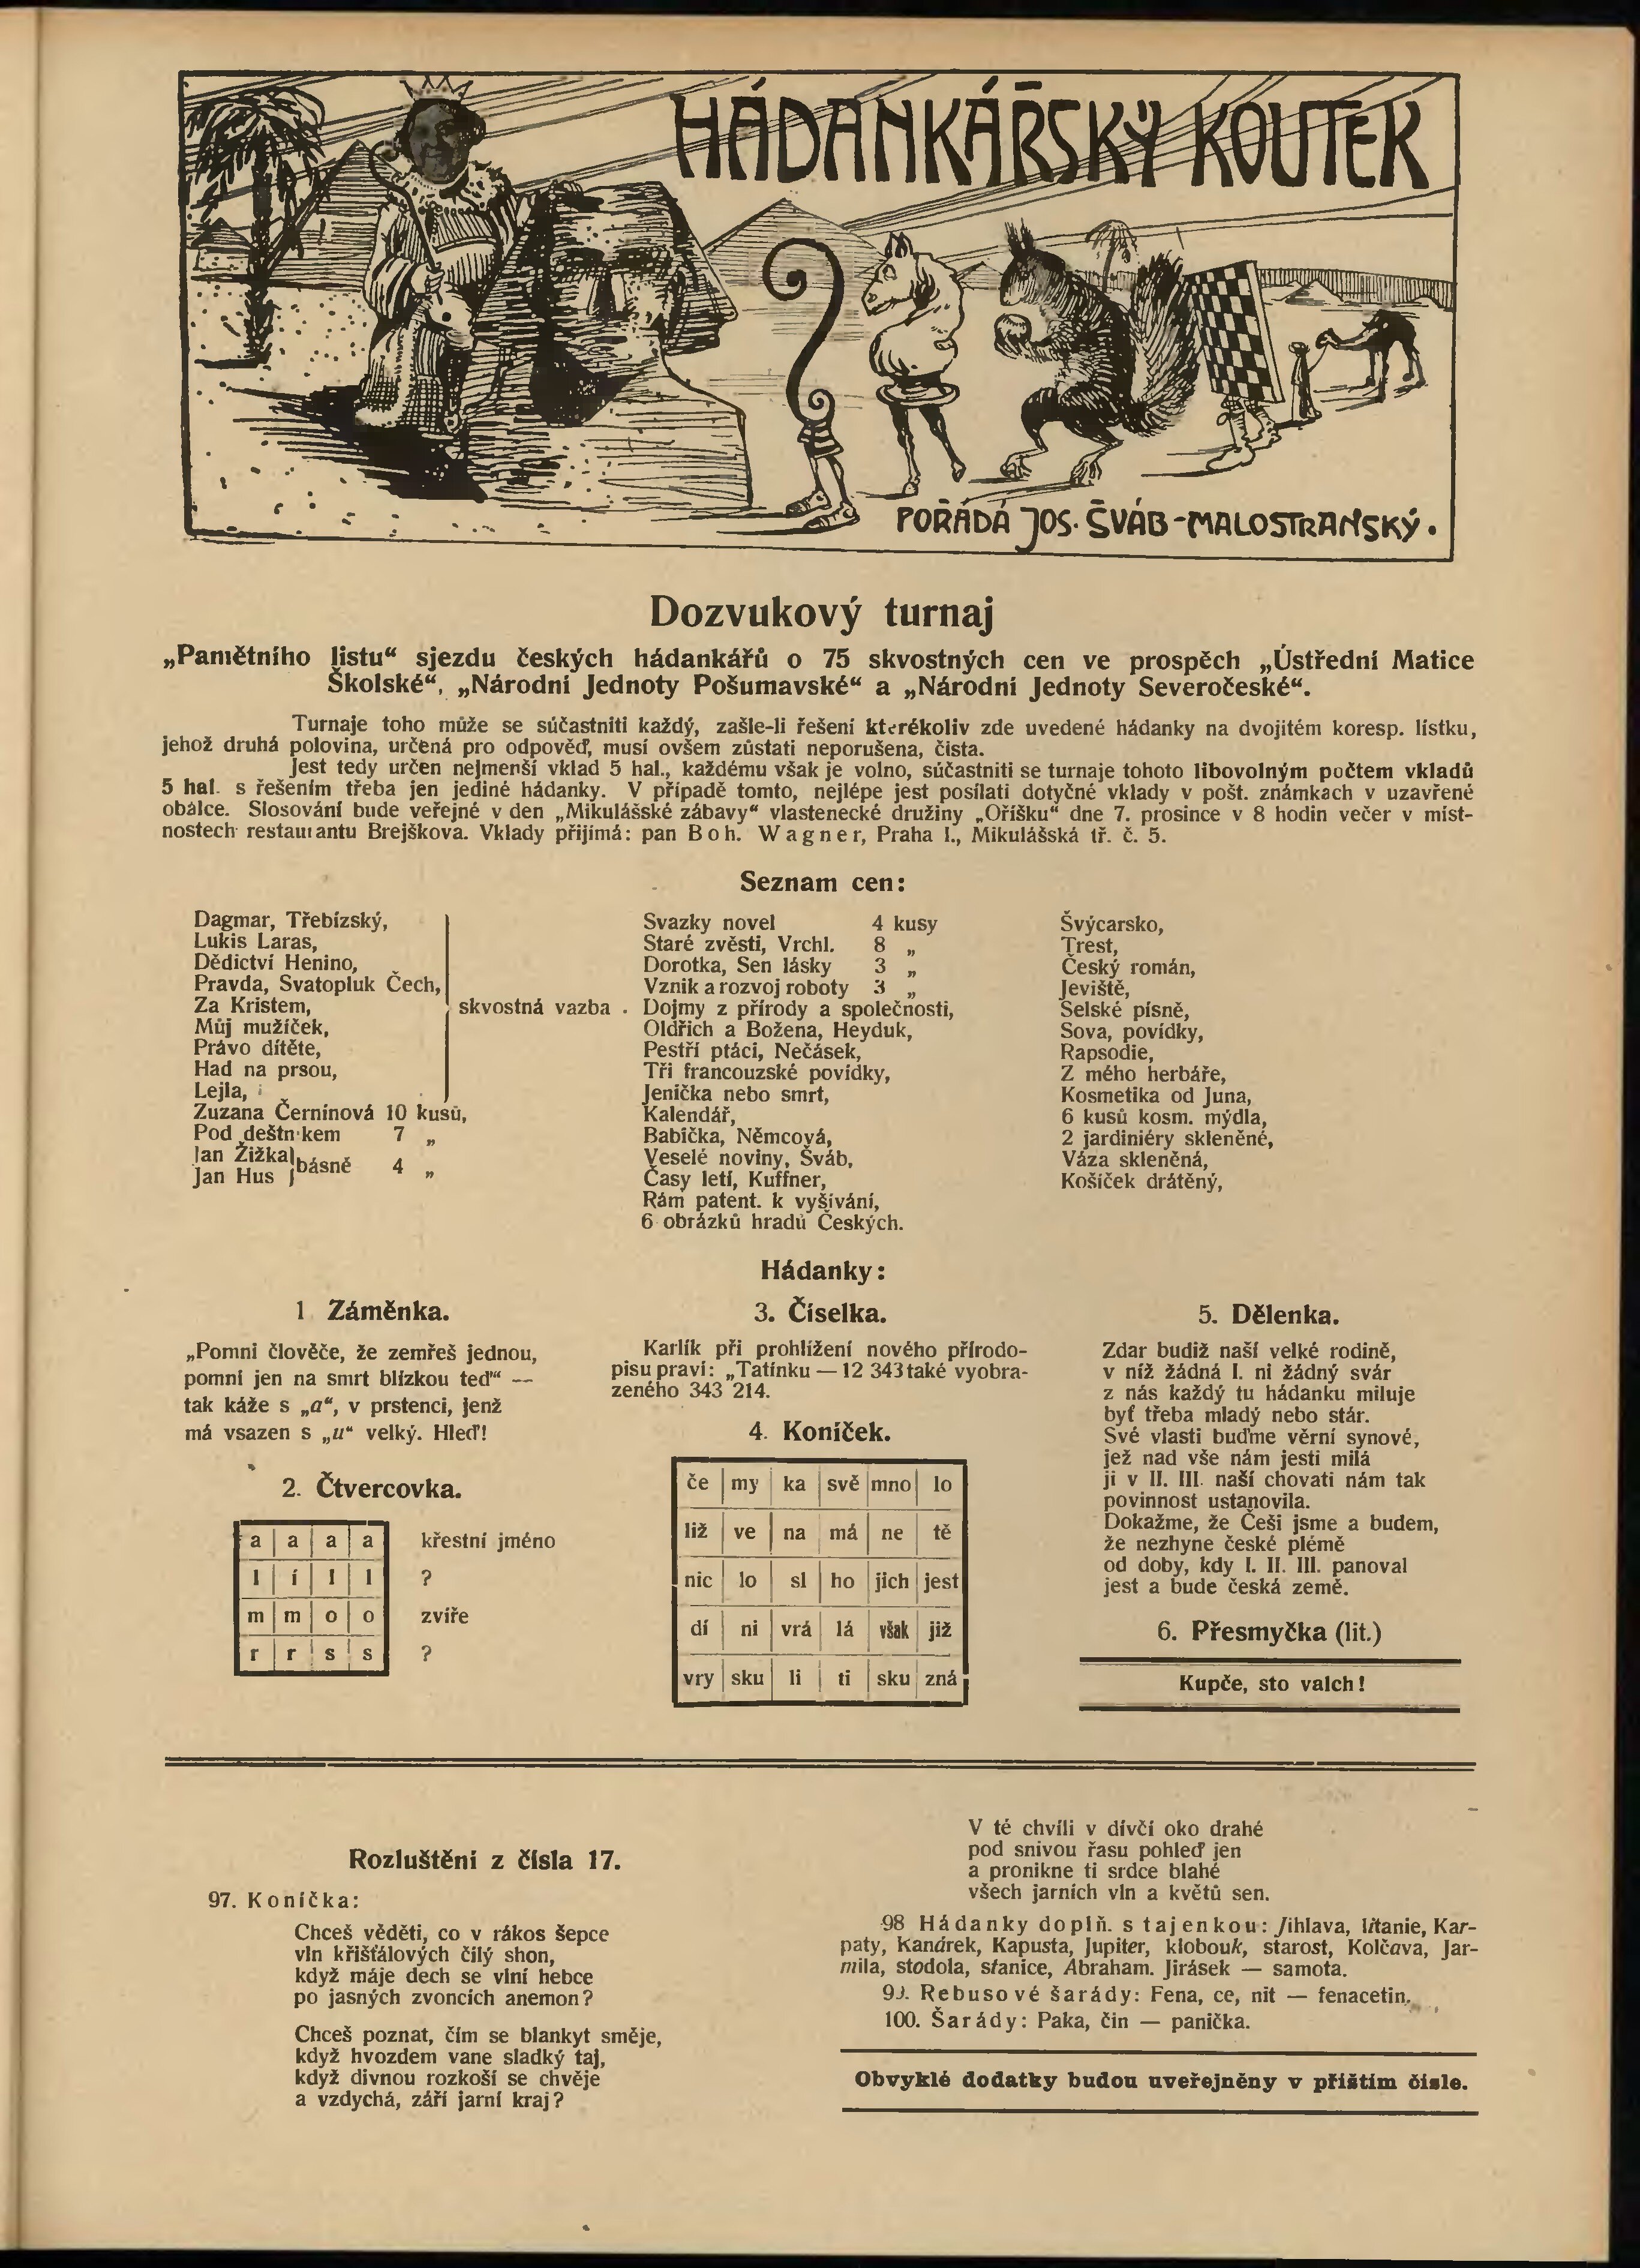 HÁDANKÁŘSKÝ KOUTEK
POŘÁDÁ JOS. ŠVÁB-MALOSTRANSKÝ.
Dozvukový turnaj
„Pamětního listu“ sjezdu českých hádankářů o 75 skvostných cen ve prospěch „Ústřední Matice
Školské“, „Národní Jednoty Pošumavské“ a „Národní Jednoty Severočeské“.
Turnaje toho může se súčastniti každý, zašle-li řešení kterékoliv zde uvedené hádanky na dvojitém koresp. lístku,
jehož druhá polovina, určená pro odpověď, musí ovšem zůstati neporušena, čista.
Jest tedy určen nejmenší vklad 5 hal., každému však je volno, súčastniti se turnaje tohoto libovolným počtem vkladů
5 hal. s řešením třeba jen jediné hádanky. V případě tomto, nejlépe jest posílati dotyčné vklady v pošt. známkách v uzavřené
obálce. Slosování bude veřejné v den „Mikulášské zábavy“ vlastenecké družiny „Oříšku“ dne 7. prosince v 8 hodin večer v míst-
nostech restaurantu Brejškova. Vklady přijímá: pan Boh. Wagner, Praha I., Mikulášská tř. č. 5.
Seznam cen:
Dagmar, Třebízský,
Lukis Laras,
Dědictví Henino,
Pravda, Svatopluk Čech,
Za Kristem,
skvostná vazba .
Můj mužíček,
Právo dítěte,
Had na prsou,
Lejla,
Zuzana Černínová 10 kusů,
Pod deštníkem 7 „
Jan Žižka
Jan Hus } básně 4 „
Svazky novel 4 kusy
Staré zvěsti, Vrchl. 8 „
Dorotka, Sen lásky 3 „
Vznik a rozvoj roboty 3 „
Dojmy z přírody a společnosti,
Oldřich a Božena, Heyduk,
Pestří ptáci, Nečásek,
Tři francouzské povídky,
Jenička nebo smrt,
Kalendář,
Babička, Němcová,
Veselé noviny, Šváb,
Časy letí, Kuffner,
Rám patent. k vyšívání,
6 obrázků hradů Českých.
Švýcarsko,
Trest,
Český román,
Jeviště,
Selské písně,
Sova, povídky,
Rapsodie,
Z mého herbáře,
Kosmetika od Juna,
6 kusů kosm. mýdla,
2 jardiniéry skleněné,
Váza skleněná,
Košíček drátěný,
Hádanky:
1 Záměnka.
„Pomni člověče, že zemřeš jednou,
pomni jen na smrt blízkou teď“ —
tak káže s „a“, v prstenci, jenž
má vsazen s „u“ velký. Hleď!
2. Čtvercovka.
a a a a křestní jméno
l í l l ?
m m o o zvíře
r r s s ?
3. Číselka.
Karlík při prohlížení nového přírodo-
pisu praví: „Tatínku — 12 343 také vyobra-
zeného 343 214.
4. Koníček.
če my ka svě mno lo
liž ve na má ne tě
nic lo sl ho jich jest
dí ni vrá lá však již
vry sku li ti sku zná
5. Dělenka.
Zdar budiž naší velké rodině,
v níž žádná I. ni žádný svár
z nás každý tu hádanku miluje
byť třeba mladý nebo stár.
Své vlasti buďme věrní synové,
jež nad vše nám jesti milá
ji v II. III. naší chovati nám tak
povinnost ustanovila.
Dokažme, že Češi jsme a budem,
že nezhyne české plémě
od doby, kdy I. II. III. panoval
jest a bude česká země.
6. Přesmyčka (lit.)
Kupče, sto valch!
Rozluštění z čísla 17.
97. Koníčka:
Chceš věděti, co v rákos šepce
vln křišťálových čilý shon,
když máje dech se vlní hebce
po jasných zvoncích anemon?
Chceš poznat, čím se blankyt směje,
když hvozdem vane sladký taj,
když divnou rozkoší se chvěje
a vzdychá, září jarní kraj?
V té chvíli v dívčí oko drahé
pod snivou řasu pohleď jen
a pronikne ti srdce blahé
všech jarních vln a květů sen.
98 Hádanky doplň. s tajenkou: Jihlava, litanie, Kar-
paty, Kanárek, Kapusta, Jupiter, klobouk, starost, Kolčava, Jar-
mila, stodola, stanice, Abraham. Jirásek — samota.
99. Rebusové šarády: Fena, ce, nit — fenacetin.
100. Šarády: Paka, čin — panička.
Obvyklé dodatky budou uveřejněny v příštím čísle.